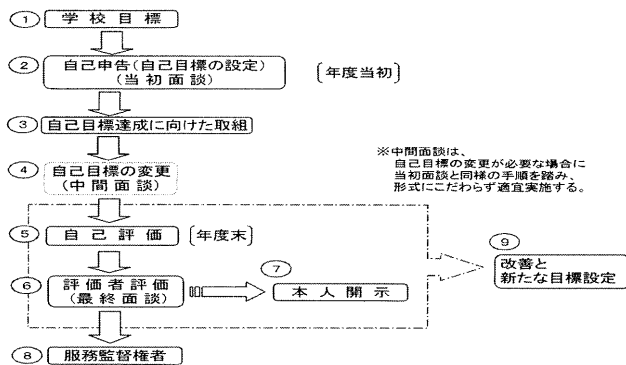 ① 学校目標
② 自己申告（自己目標の設定）
（当初面談）
〔年度当初〕
③ 自己目標達成に向けた取組
④ 自己目標の変更
（中間面談）
※中間面談は、
自己目標の変更が必要な場合に
当初面談と同様の手順を踏み、
形式にこだわらず適宜実施する。
⑤ 自己評価
〔年度末〕
⑥ 評価者評価
（最終面談）
⑦
本人開示
⑧ 服務監督権者
⑨
改善と
新たな目標設定